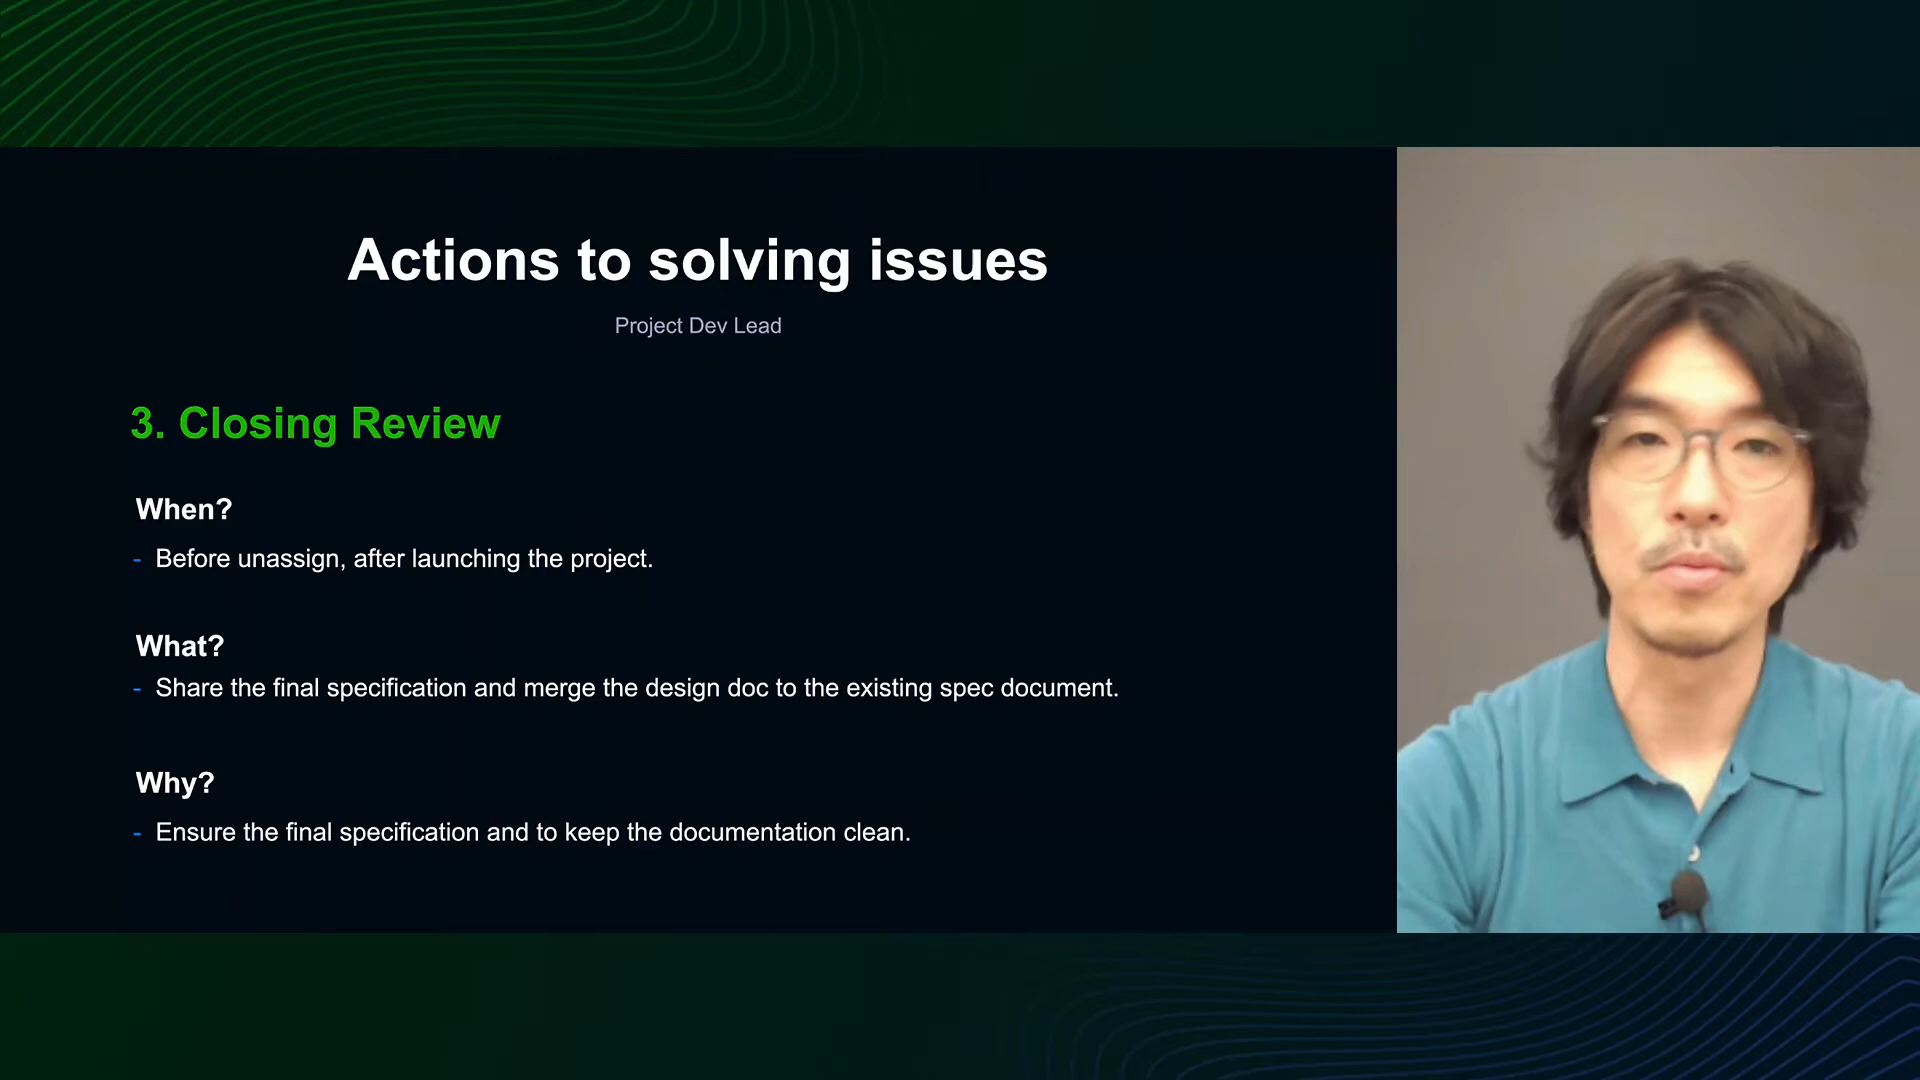 Actions to solving issues
Project Dev Lead
3. Closing Review
When?
- Before unassign, after launching the project.
What?
- Share the final specification and merge the design doc to the existing spec document.
Why?
- Ensure the final specification and to keep the documentation clean.